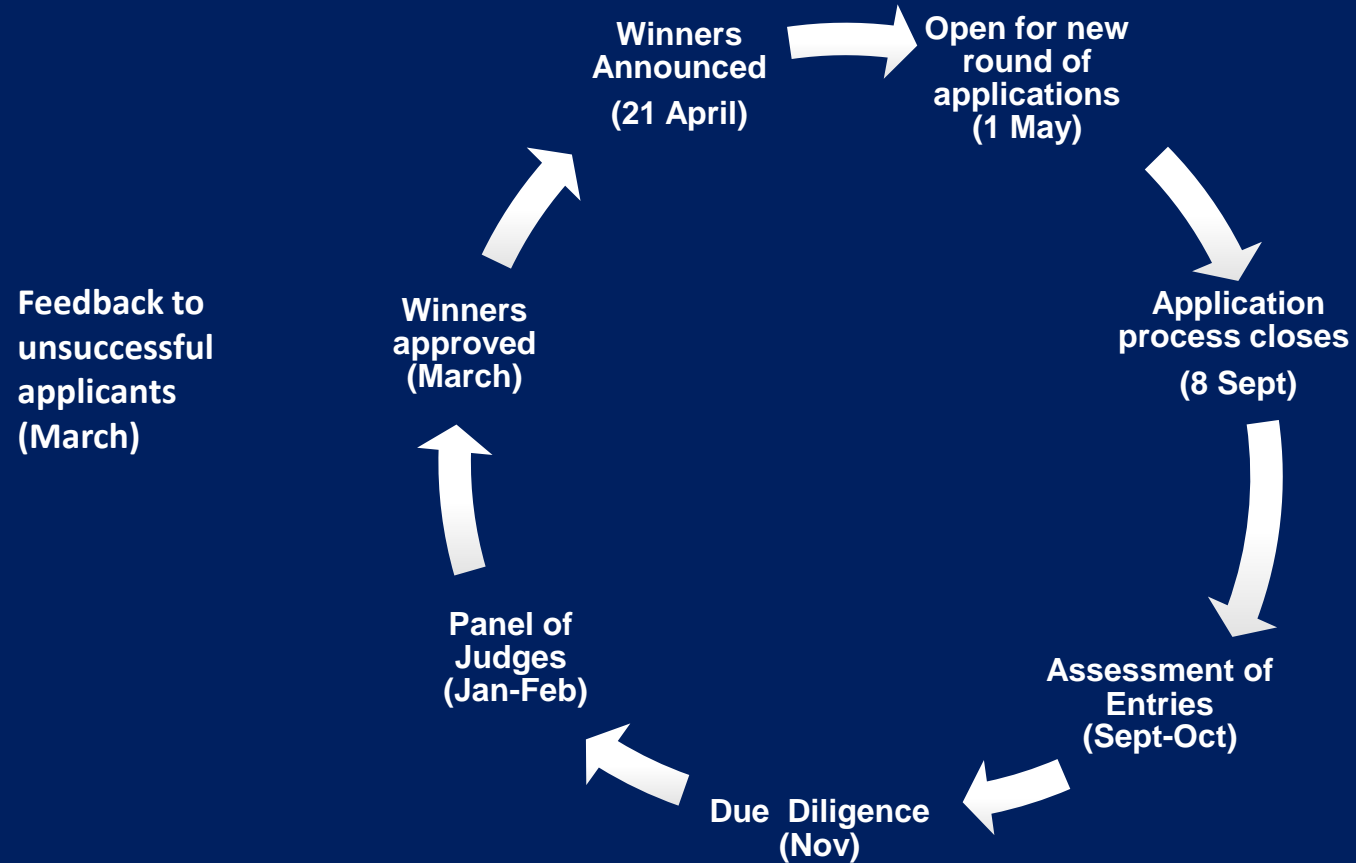 Winners
Announced
(21 April)
Open for new
round of
applications
(1 May)
Application
process closes
(8 Sept)
Assessment of
Entries
(Sept-Oct)
Due Diligence
(Nov)
Panel of
Judges
(Jan-Feb)
Winners
approved
(March)
Feedback to
unsuccessful
applicants
(March)